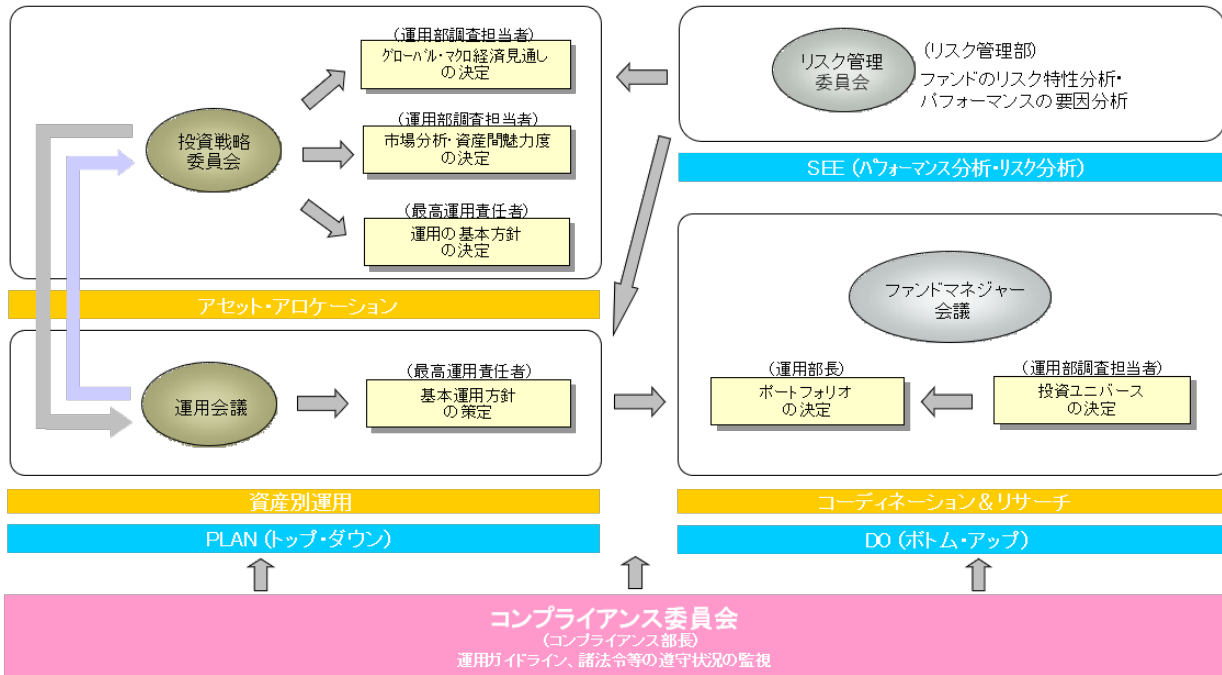 (運用部調査担当者)
グローバル・マクロ経済見通し
の決定
投資戦略
委員会
(運用部調査担当者)
市場分析・資産間魅力度
の決定
(最高運用責任者)
運用の基本方針
の決定
アセット・アロケーション
リスク管理
委員会
(リスク管理部)
ファンドのリスク特性分析・
パフォーマンスの要因分析
SEE (パフォーマンス分析・リスク分析)
運用会議
(最高運用責任者)
基本運用方針
の策定
資産別運用
PLAN (トップ・ダウン)
ファンドマネジャー
会議
(運用部長)
ポートフォリオ
の決定
(運用部調査担当者)
投資ユニバース
の決定
コーディネーション&リサーチ
DO (ボトム・アップ)
コンプライアンス委員会
(コンプライアンス部長)
運用ガイドライン、諸法令等の遵守状況の監視